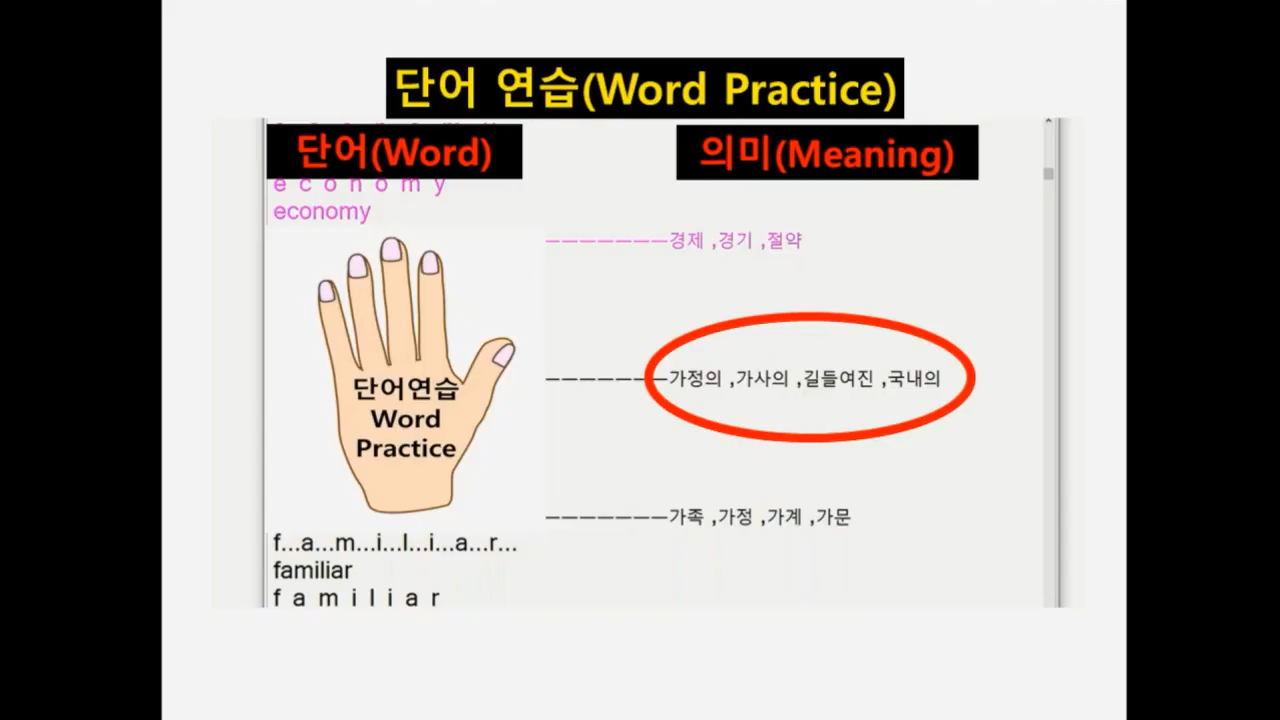 단어 연습(Word Practice)
단어(Word)
의미(Meaning)
e c o n o m y
economy
———————경제 ,경기 ,절약
———————가정의 ,가사의 ,길들여진 ,국내의
단어연습
Word
Practice
———————가족 ,가정 ,가계 ,가문
f...a...m...i...l...i...a...r...
familiar
f a m i l i a r